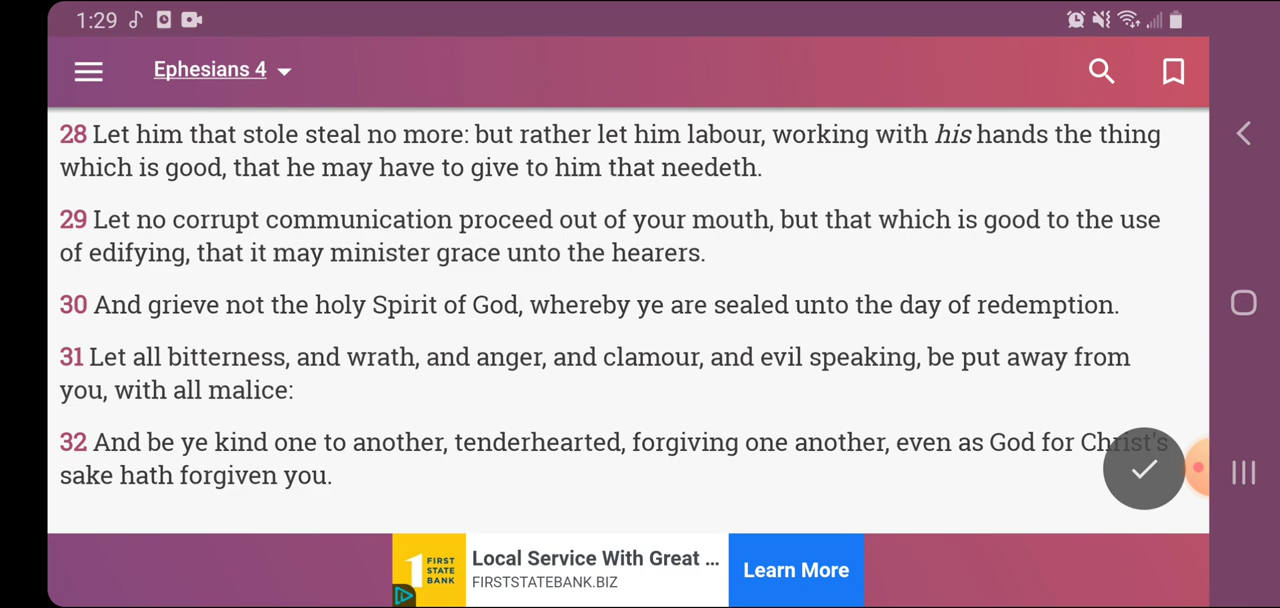 1:29
Ephesians 4
28 Let him that stole steal no more: but rather let him labour, working with his hands the thing
which is good, that he may have to give to him that needeth.
29 Let no corrupt communication proceed out of your mouth, but that which is good to the use
of edifying, that it may minister grace unto the hearers.
30 And grieve not the holy Spirit of God, whereby ye are sealed unto the day of redemption.
31 Let all bitterness, and wrath, and anger, and clamour, and evil speaking, be put away from
you, with all malice:
32 And be ye kind one to another, tenderhearted, forgiving one another, even as God for Christ's
sake hath forgiven you.
1 FIRST
STATE
BANK
Local Service With Great ...
FIRSTSTATEBANK.BIZ
Learn More